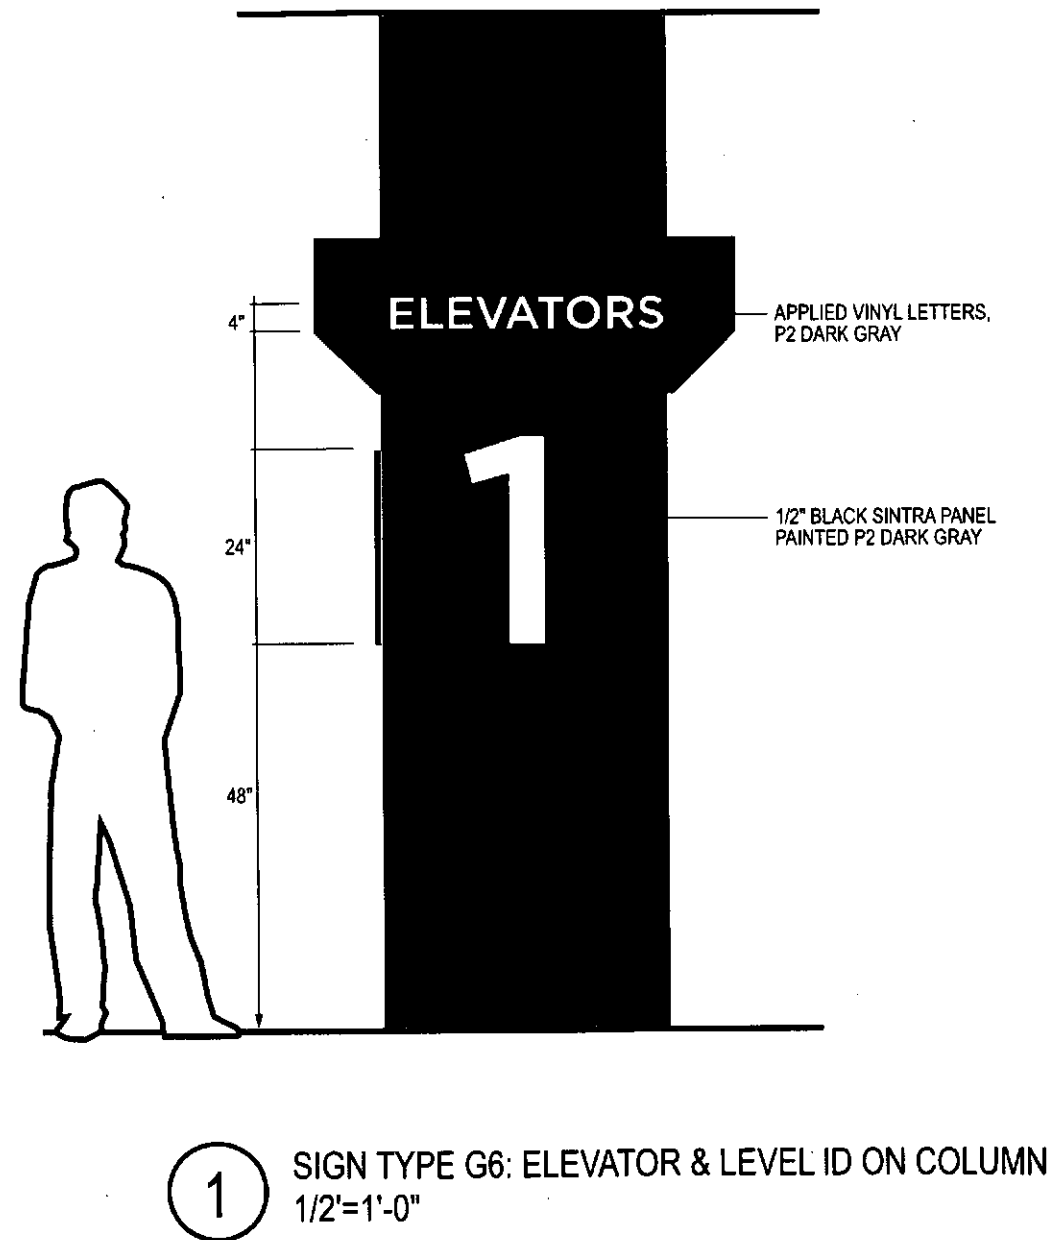 ELEVATORS
4"
APPLIED VINYL LETTERS,
P2 DARK GRAY
1
24"
1/2" BLACK SINTRA PANEL
PAINTED P2 DARK GRAY
48"
1
SIGN TYPE G6: ELEVATOR & LEVEL ID ON COLUMN
1/2'=1'-0"